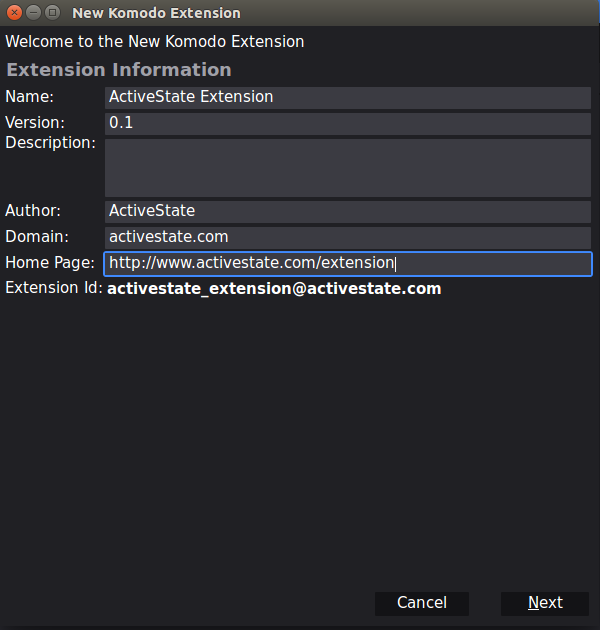 New Komodo Extension
Welcome to the New Komodo Extension
Extension Information
Name: ActiveState Extension
Version: 0.1
Description:
Author: ActiveState
Domain: activestate.com
Home Page: http://www.activestate.com/extension
Extension Id: activestate_extension@activestate.com
Cancel Next